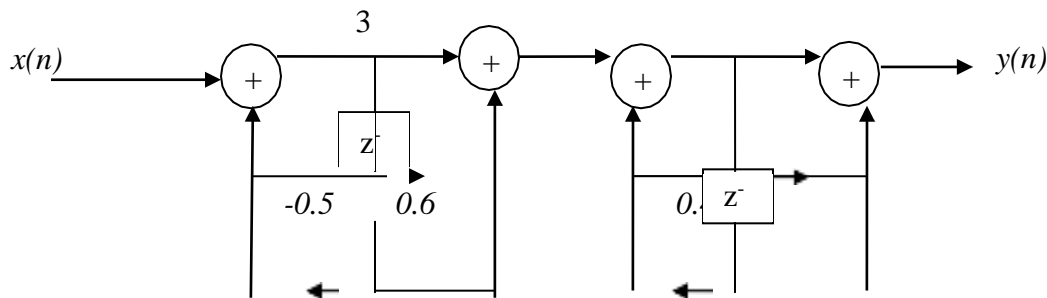 3
x(n)
y(n)
+
+
+
+
z-
-0.5
0.6
z-